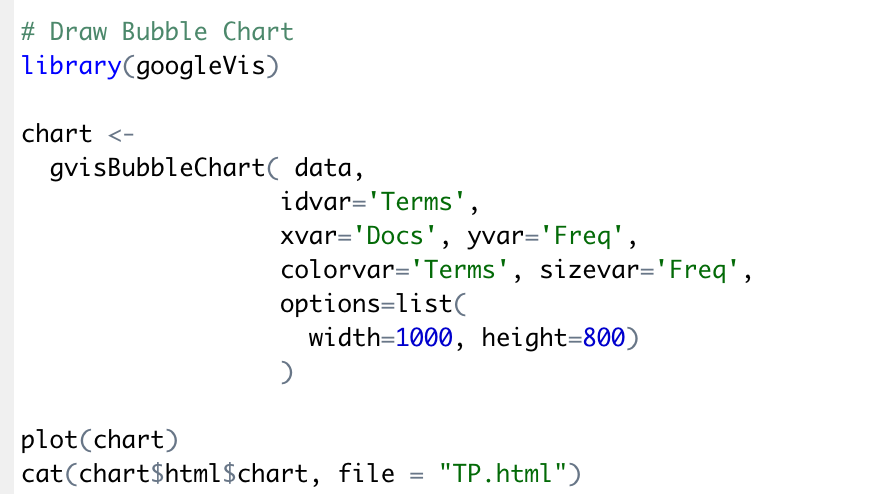 # Draw Bubble Chart
library(googleVis)
chart <-
gvisBubbleChart( data,
idvar='Terms',
xvar='Docs', yvar='Freq',
colorvar='Terms', sizevar='Freq',
options=list(
width=1000, height=800)
)
plot(chart)
cat(chart$html$chart, file = "TP.html")